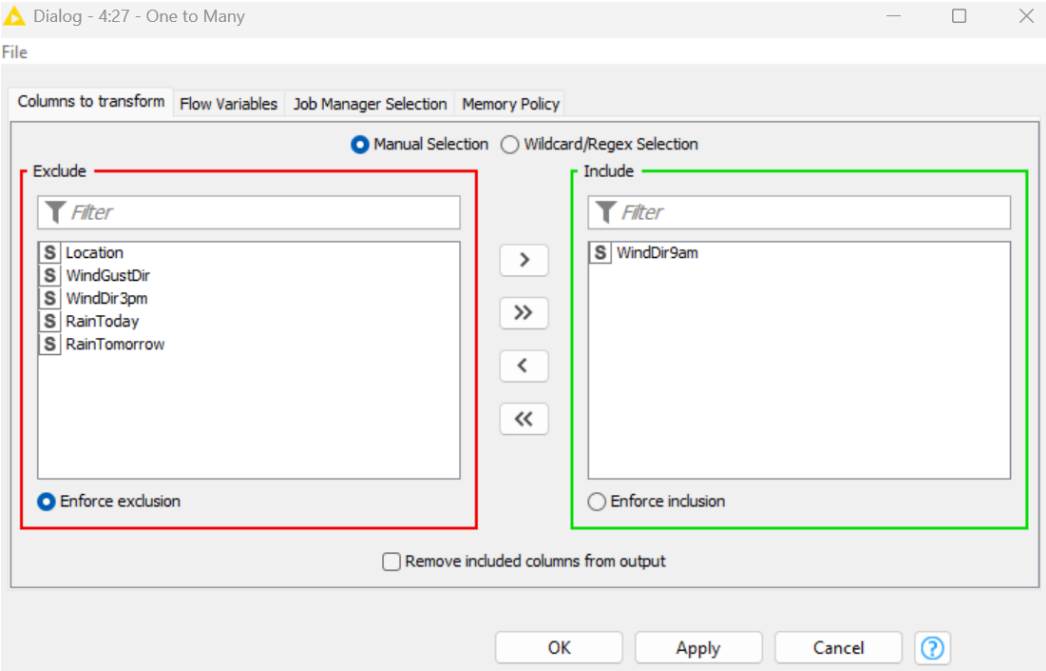 Dialog - 4:27 - One to Many
File
Columns to transform Flow Variables Job Manager Selection Memory Policy
Manual Selection Wildcard/Regex Selection
Exclude
Filter
S Location
S WindGustDir
S WindDir3pm
S RainToday
S RainTomorrow
Enforce exclusion
>
>>
<
<<
Include
Filter
S WindDir9am
Enforce inclusion
Remove included columns from output
OK Apply Cancel ?